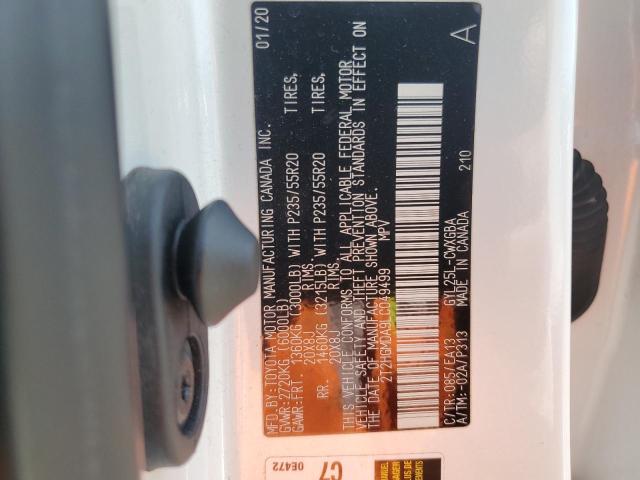 MFD.BY:TOYOTA MOTOR MANUFACTURING CANADA INC. 01/20
GVWR:2720KG (6000LB)
GAWR:FRT. 1360KG (3000LB) WITH P235/55R20 TIRES,
20X8J RIMS,
RR. 1460KG (3215LB) WITH P235/55R20 TIRES,
20X8J RIMS,
THIS VEHICLE CONFORMS TO ALL APPLICABLE FEDERAL MOTOR
VEHICLE SAFETY AND THEFT PREVENTION STANDARDS IN EFFECT ON
THE DATE OF MANUFACTURE SHOWN ABOVE.
2T2HGMDA9LC049499 MPV
C/TR:085/EA43 GYL25L-CWXGBA
A/TM:-02A/P313 MADE IN CANADA 210
A
0E472
C7